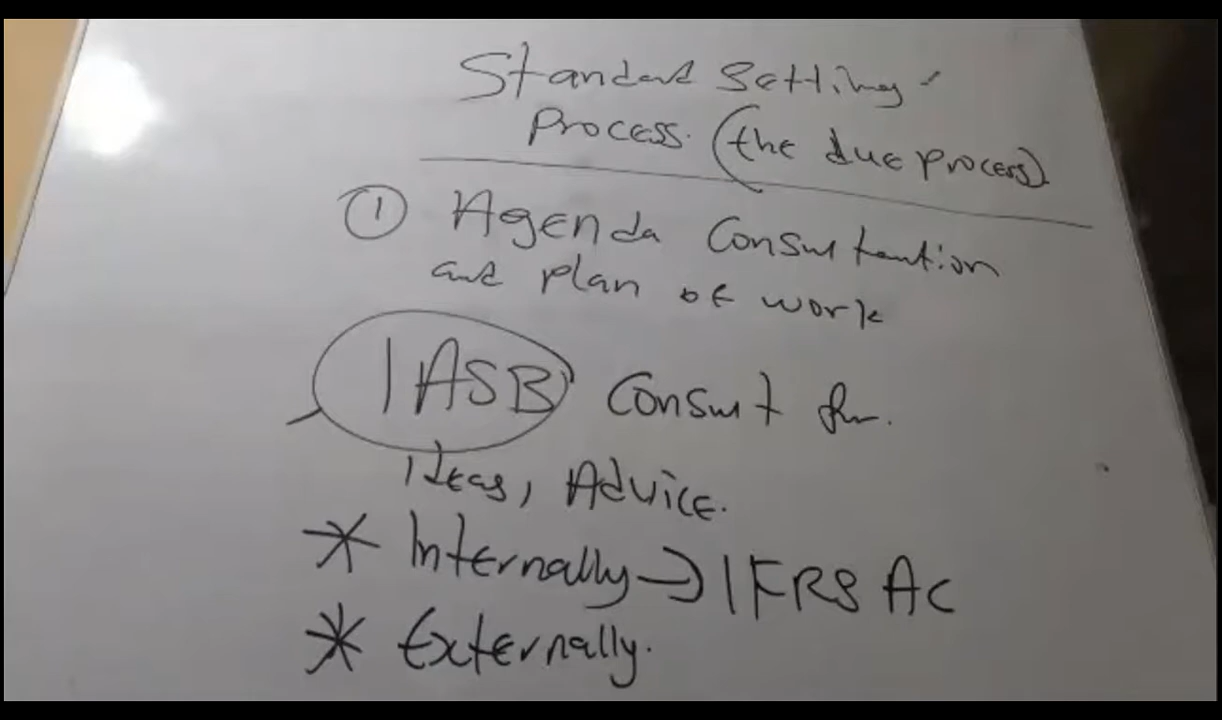 Standard Setting
Process. (the due process)
① Agenda Consultation
and plan of work
IASB Consult for
Ideas, Advice.
* Internally → IFRS AC
* Externally.